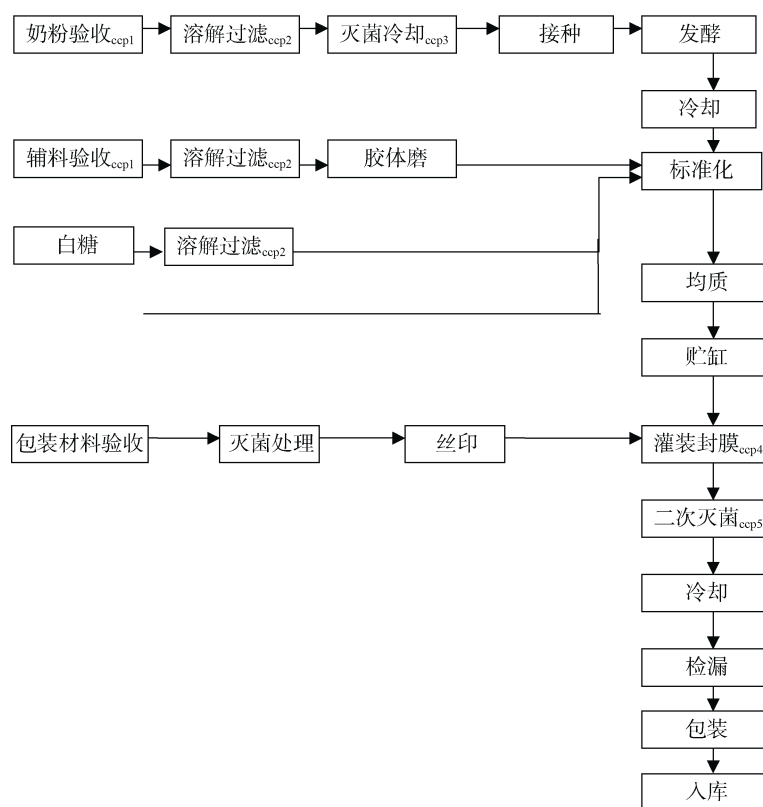 奶粉验收ccp1 溶解过滤ccp2 灭菌冷却ccp3 接种 发酵
冷却
辅料验收ccp1 溶解过滤ccp2 胶体磨 标准化
白糖 溶解过滤ccp2
均质
贮缸
包装材料验收 灭菌处理 丝印 灌装封膜ccp4
二次灭菌ccp5
冷却
检漏
包装
入库